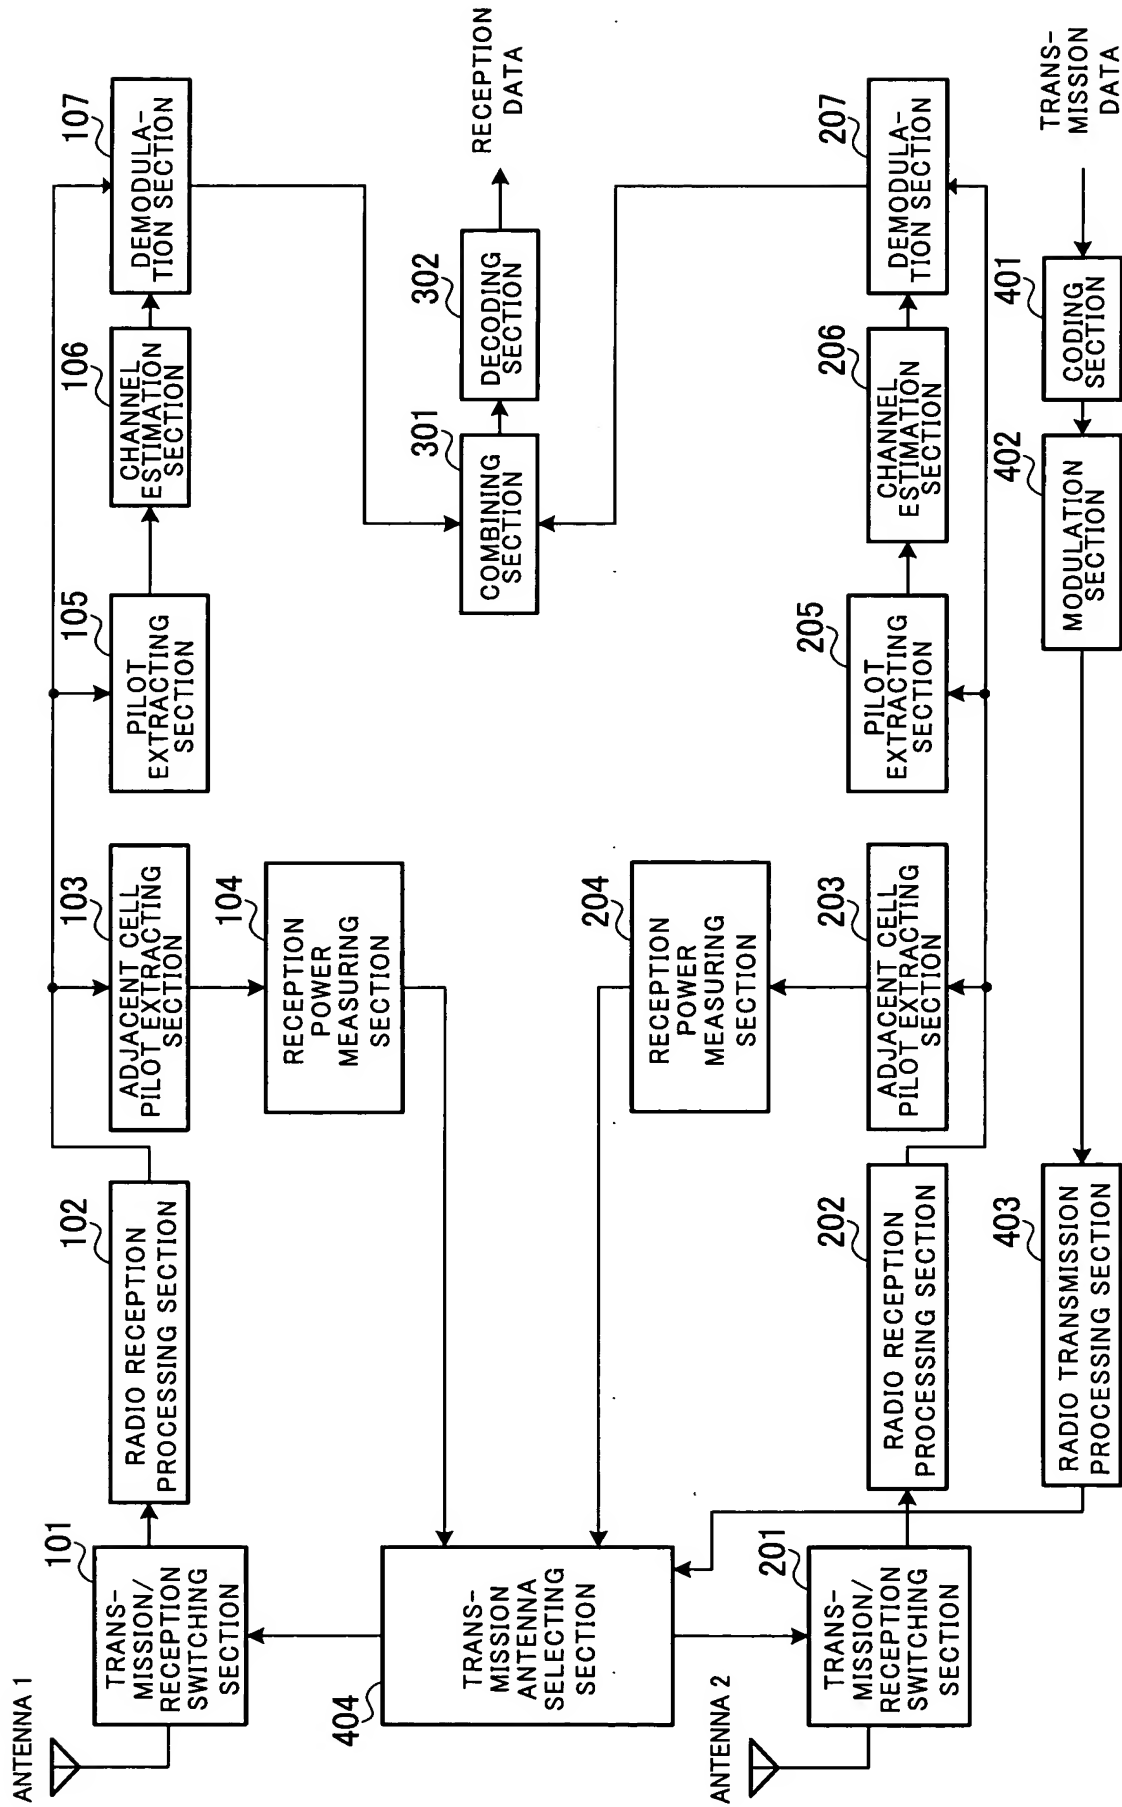 ANTENNA 1
101
TRANS-
MISSION/
RECEPTION
SWITCHING
SECTION
102
RADIO RECEPTION
PROCESSING SECTION
103
ADJACENT CELL
PILOT EXTRACTING
SECTION
104
RECEPTION
POWER
MEASURING
SECTION
105
PILOT
EXTRACTING
SECTION
106
CHANNEL
ESTIMATION
SECTION
107
DEMODULA-
TION SECTION
404
TRANS-
MISSION
ANTENNA
SELECTING
SECTION
301
COMBINING
SECTION
302
DECODING
SECTION
RECEPTION
DATA
204
RECEPTION
POWER
MEASURING
SECTION
ANTENNA 2
201
TRANS-
MISSION/
RECEPTION
SWITCHING
SECTION
202
RADIO RECEPTION
PROCESSING SECTION
203
ADJACENT CELL
PILOT EXTRACTING
SECTION
205
PILOT
EXTRACTING
SECTION
206
CHANNEL
ESTIMATION
SECTION
207
DEMODULA-
TION SECTION
403
RADIO TRANSMISSION
PROCESSING SECTION
402
MODULATION
SECTION
401
CODING
SECTION
TRANS-
MISSION
DATA